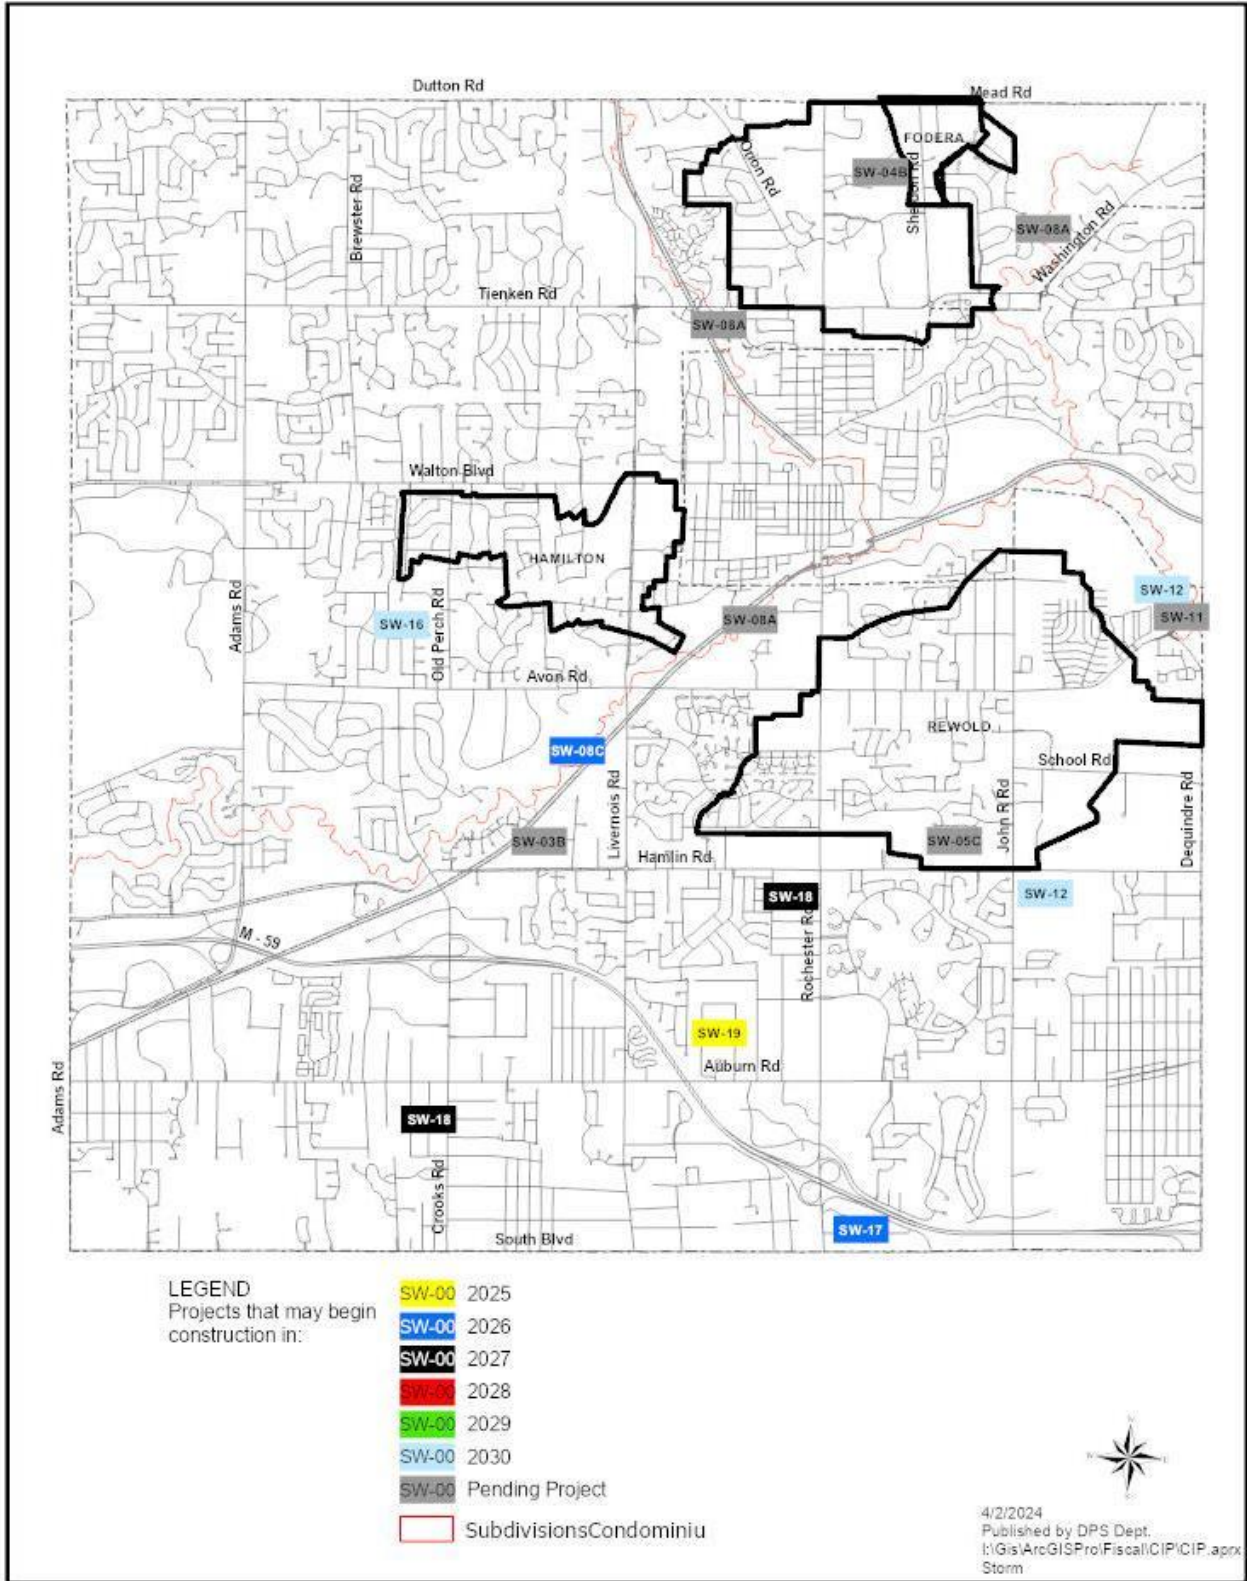 Dutton Rd
Mead Rd
FODERA
Orion Rd
SW-04B
Sheldon Rd
Brewster Rd
SW-08A
Washington Rd
Tienken Rd
SW-08A
Walton Blvd
HAMILTON
Adams Rd
SW-16
Old Perch Rd
SW-08A
SW-12
SW-11
Avon Rd
REWOLD
SW-08C
School Rd
Livernois Rd
John R Rd
Dequindre Rd
SW-03B
Hamlin Rd
SW-05C
SW-18
SW-12
Rochester Rd
M - 59
SW-19
Auburn Rd
Adams Rd
SW-18
Crooks Rd
SW-17
South Blvd
LEGEND
Projects that may begin
construction in:
SW-00 2025
SW-00 2026
SW-00 2027
SW-00 2028
SW-00 2029
SW-00 2030
SW-00 Pending Project
SubdivisionsCondominiu
N
W
E
S
4/2/2024
Published by DPS Dept.
I:\Gis\ArcGISPro\Fiscal\CIP\CIP.aprx
Storm